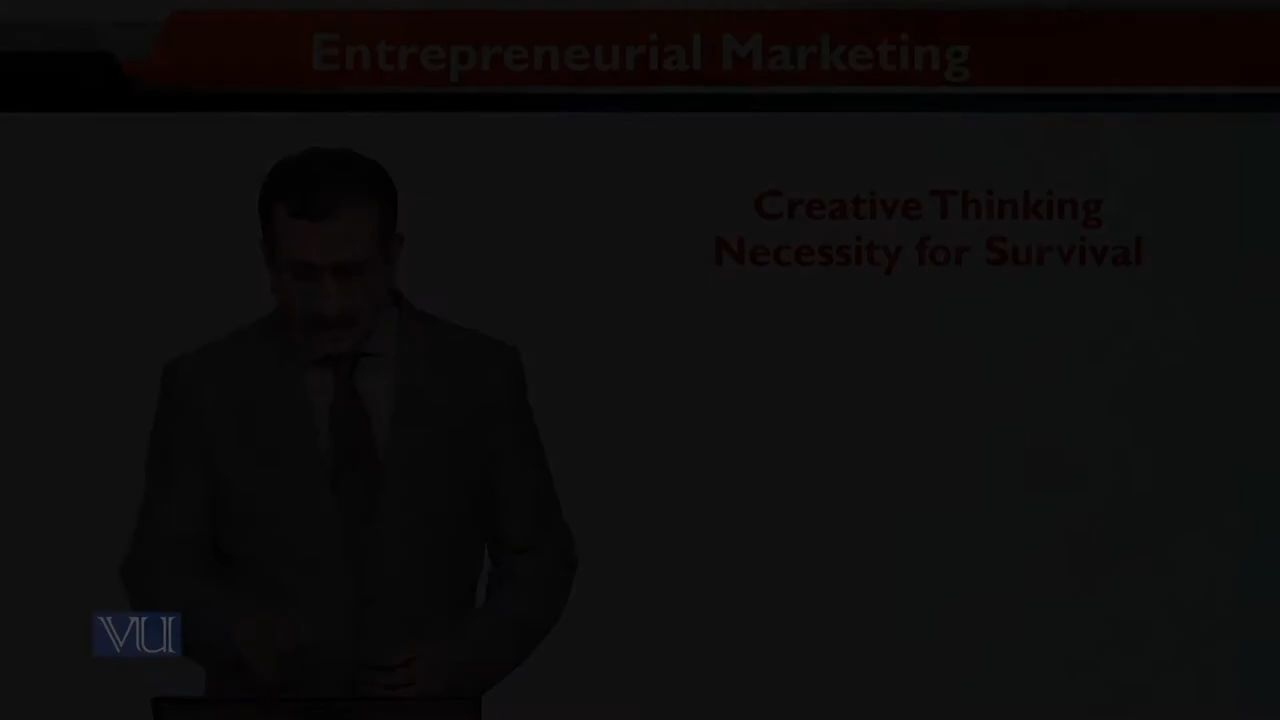 Entrepreneurial Marketing
Creative Thinking
Necessity for Survival
VU